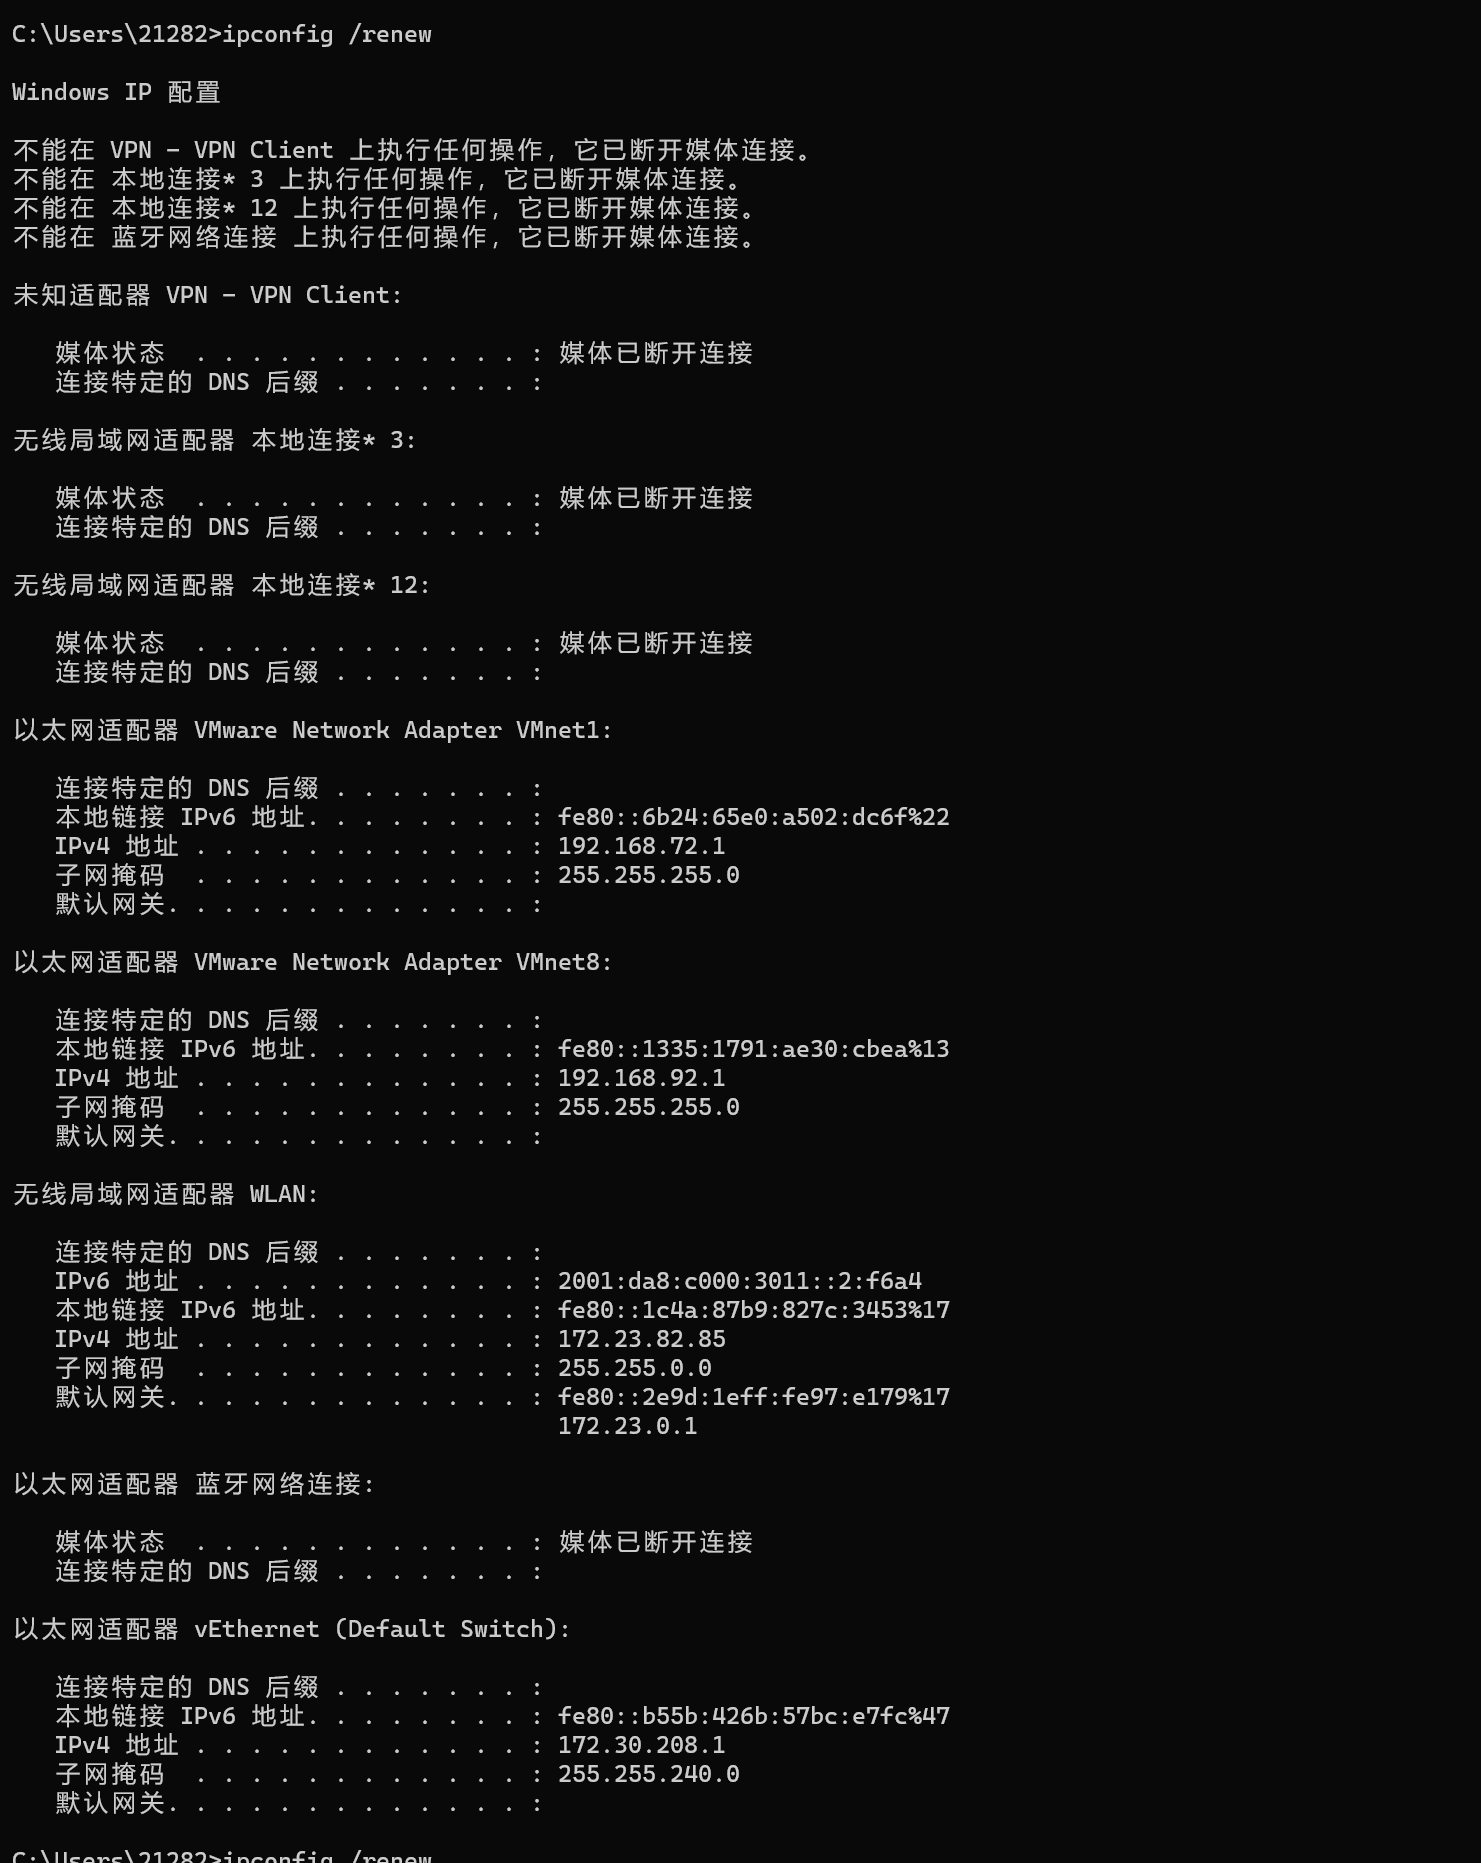 C:\Users\21282>ipconfig /renew
Windows IP 配置
不能在 VPN - VPN Client 上执行任何操作，它已断开媒体连接。
不能在 本地连接* 3 上执行任何操作，它已断开媒体连接。
不能在 本地连接* 12 上执行任何操作，它已断开媒体连接。
不能在 蓝牙网络连接 上执行任何操作，它已断开媒体连接。
未知适配器 VPN - VPN Client:
媒体状态  . . . . . . . . . . . . : 媒体已断开连接
连接特定的 DNS 后缀 . . . . . . . :
无线局域网适配器 本地连接* 3:
媒体状态  . . . . . . . . . . . . : 媒体已断开连接
连接特定的 DNS 后缀 . . . . . . . :
无线局域网适配器 本地连接* 12:
媒体状态  . . . . . . . . . . . . : 媒体已断开连接
连接特定的 DNS 后缀 . . . . . . . :
以太网适配器 VMware Network Adapter VMnet1:
连接特定的 DNS 后缀 . . . . . . . :
本地链接 IPv6 地址. . . . . . . . : fe80::6b24:65e0:a502:dc6f%22
IPv4 地址 . . . . . . . . . . . . : 192.168.72.1
子网掩码  . . . . . . . . . . . . : 255.255.255.0
默认网关. . . . . . . . . . . . . :
以太网适配器 VMware Network Adapter VMnet8:
连接特定的 DNS 后缀 . . . . . . . :
本地链接 IPv6 地址. . . . . . . . : fe80::1335:1791:ae30:cbea%13
IPv4 地址 . . . . . . . . . . . . : 192.168.92.1
子网掩码  . . . . . . . . . . . . : 255.255.255.0
默认网关. . . . . . . . . . . . . :
无线局域网适配器 WLAN:
连接特定的 DNS 后缀 . . . . . . . :
IPv6 地址 . . . . . . . . . . . . : 2001:da8:c000:3011::2:f6a4
本地链接 IPv6 地址. . . . . . . . : fe80::1c4a:87b9:827c:3453%17
IPv4 地址 . . . . . . . . . . . . : 172.23.82.85
子网掩码  . . . . . . . . . . . . : 255.255.0.0
默认网关. . . . . . . . . . . . . : fe80::2e9d:1eff:fe97:e179%17
172.23.0.1
以太网适配器 蓝牙网络连接:
媒体状态  . . . . . . . . . . . . : 媒体已断开连接
连接特定的 DNS 后缀 . . . . . . . :
以太网适配器 vEthernet (Default Switch):
连接特定的 DNS 后缀 . . . . . . . :
本地链接 IPv6 地址. . . . . . . . : fe80::b55b:426b:57bc:e7fc%47
IPv4 地址 . . . . . . . . . . . . : 172.30.208.1
子网掩码  . . . . . . . . . . . . : 255.255.240.0
默认网关. . . . . . . . . . . . . :
C:\Users\21282>ipconfig /renew